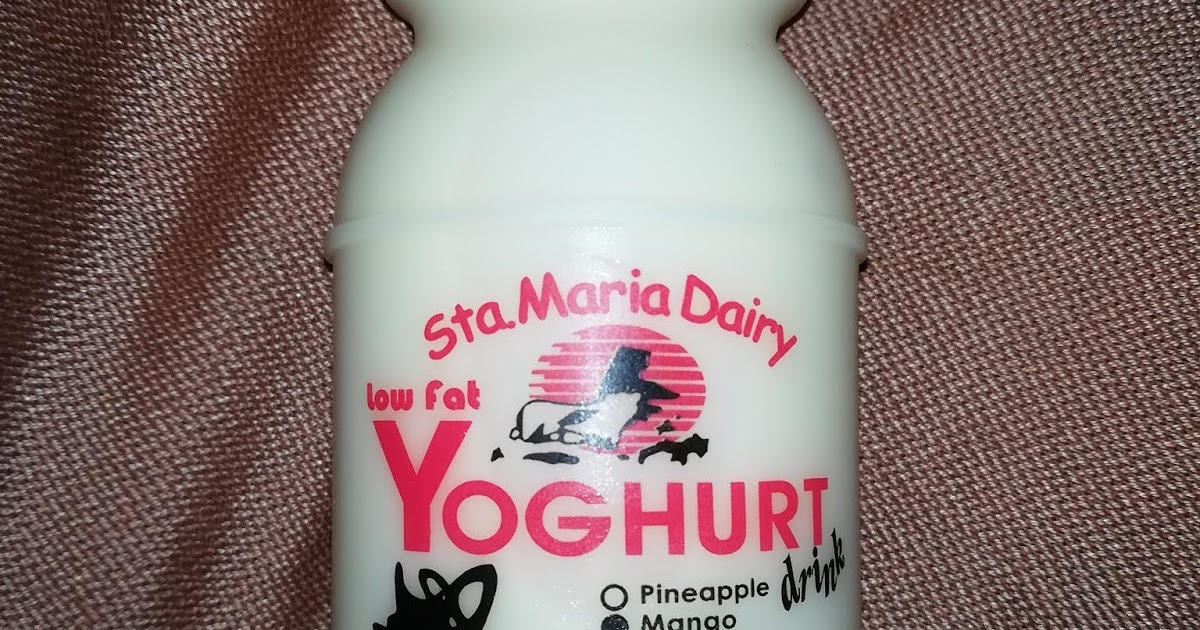 Sta. Maria Dairy
low fat
YOGHURT
drink
Pineapple
Mango